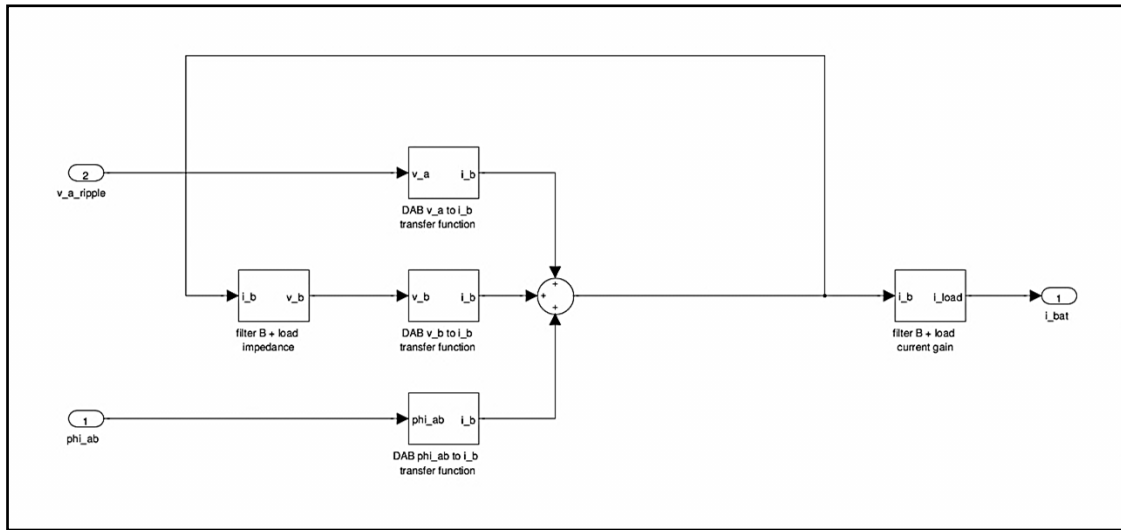 2
v_a_ripple
v_a i_b
DAB v_a to i_b
transfer function
+
i_b v_b
filter B + load
impedance
v_b i_b
DAB v_b to i_b
transfer function
+
+
i_b i_load
filter B + load
current gain
1
i_bat
1
phi_ab
phi_ab i_b
DAB phi_ab to i_b
transfer function